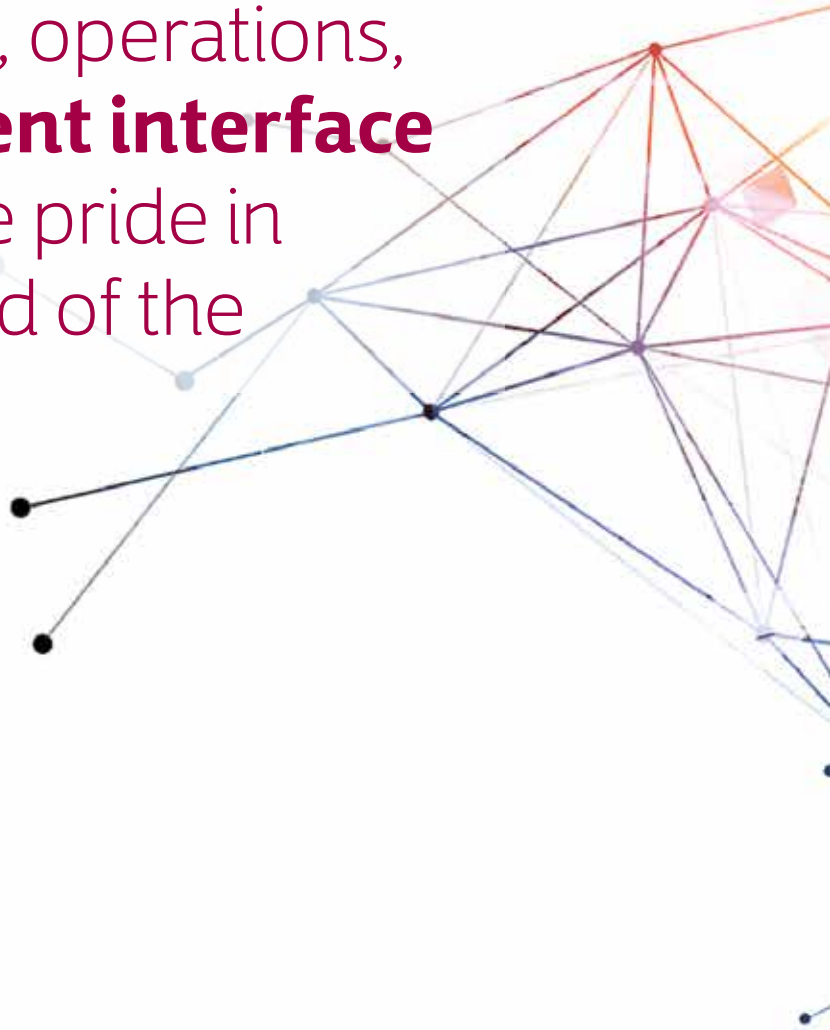 , operations,
ent interface
e pride in
d of the